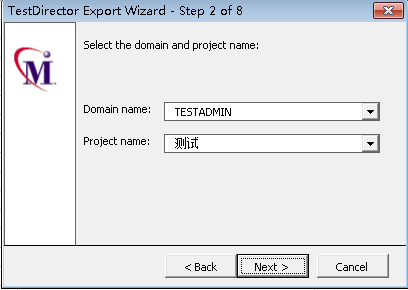 TestDirector Export Wizard - Step 2 of 8
Select the domain and project name:
Domain name: TESTADMIN
Project name: 测试
< Back Next > Cancel